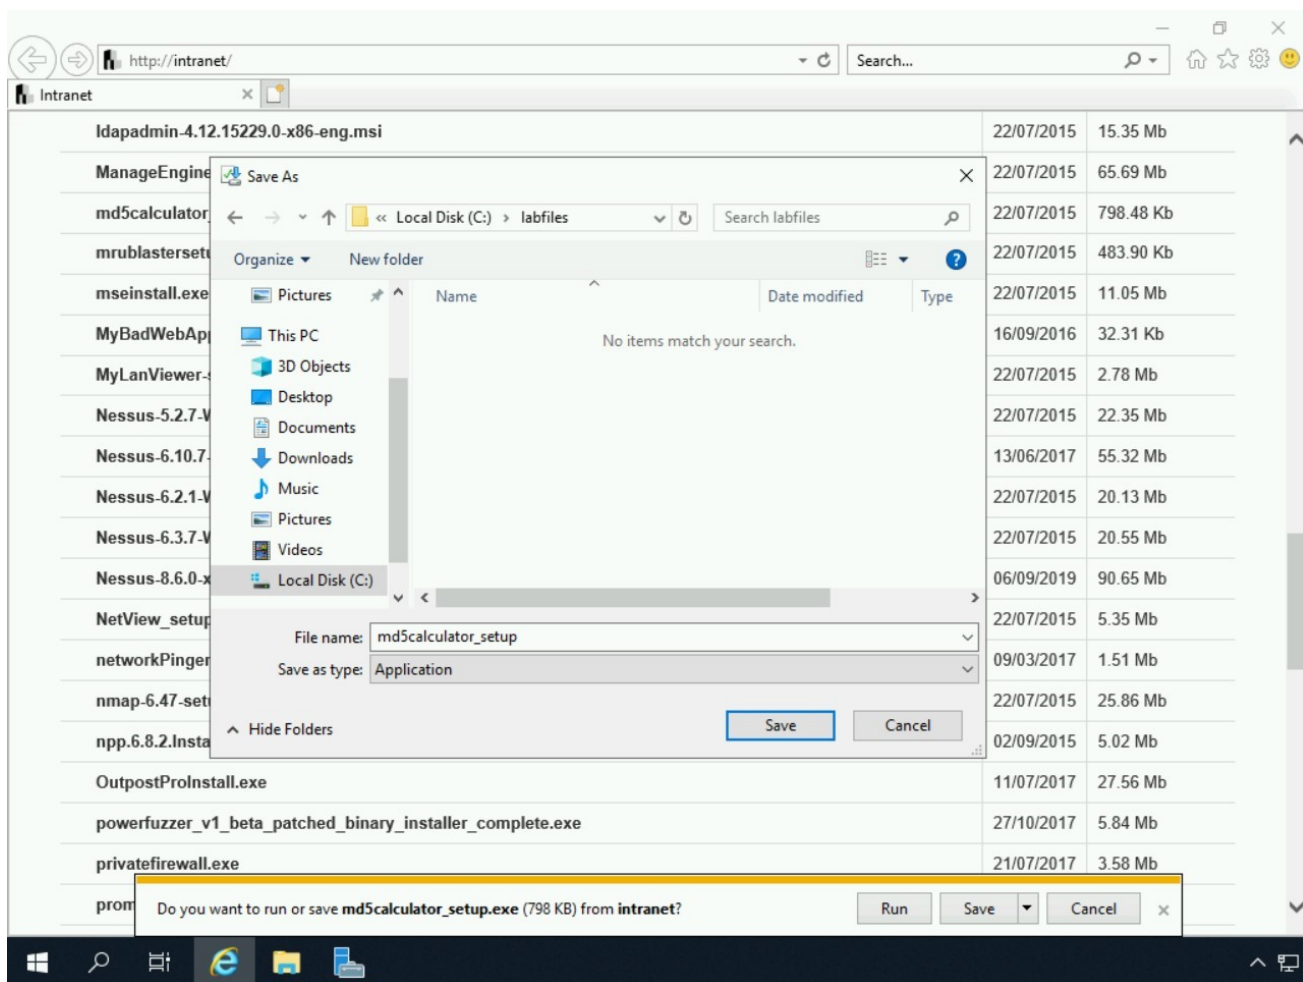 http://intranet/
Search...
Intranet
ldapadmin-4.12.15229.0-x86-eng.msi 22/07/2015 15.35 Mb
ManageEngine 22/07/2015 65.69 Mb
md5calculator_ 22/07/2015 798.48 Kb
mrublastersetu 22/07/2015 483.90 Kb
mseinstall.exe 22/07/2015 11.05 Mb
MyBadWebApp 16/09/2016 32.31 Kb
MyLanViewer-s 22/07/2015 2.78 Mb
Nessus-5.2.7-W 22/07/2015 22.35 Mb
Nessus-6.10.7- 13/06/2017 55.32 Mb
Nessus-6.2.1-W 22/07/2015 20.13 Mb
Nessus-6.3.7-W 22/07/2015 20.55 Mb
Nessus-8.6.0-x 06/09/2019 90.65 Mb
NetView_setup 22/07/2015 5.35 Mb
networkPinger 09/03/2017 1.51 Mb
nmap-6.47-setu 22/07/2015 25.86 Mb
npp.6.8.2.Insta 02/09/2015 5.02 Mb
OutpostProInstall.exe 11/07/2017 27.56 Mb
powerfuzzer_v1_beta_patched_binary_installer_complete.exe 27/10/2017 5.84 Mb
privatefirewall.exe 21/07/2017 3.58 Mb
prom
Save As
« Local Disk (C:) › labfiles
Search labfiles
Organize
New folder
Pictures
This PC
3D Objects
Desktop
Documents
Downloads
Music
Pictures
Videos
Local Disk (C:)
Name Date modified Type
No items match your search.
File name: md5calculator_setup
Save as type: Application
Hide Folders
Save
Cancel
Do you want to run or save md5calculator_setup.exe (798 KB) from intranet?
Run
Save
Cancel